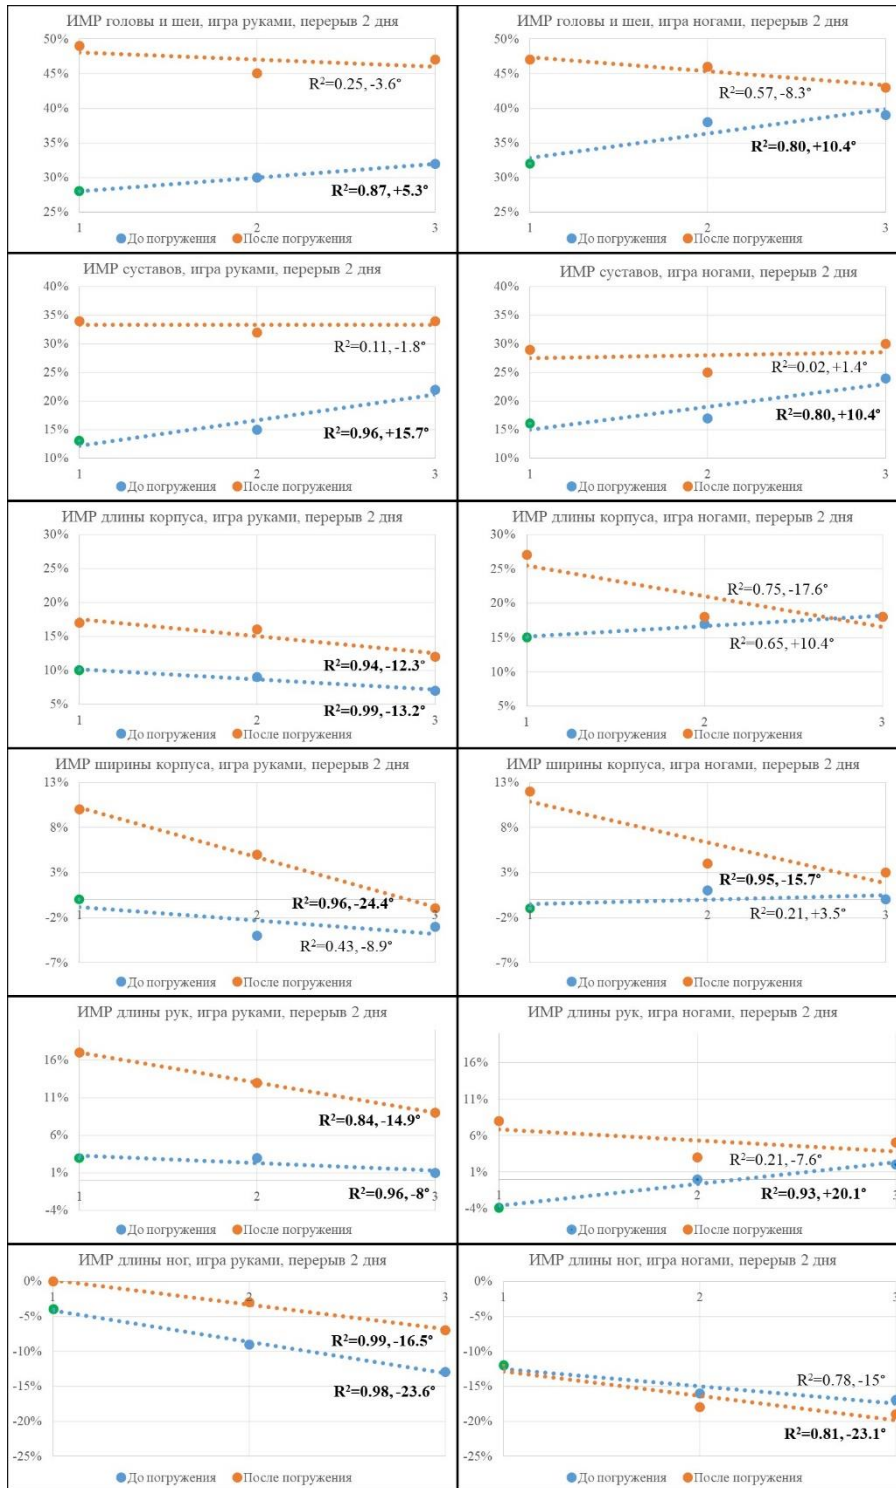 ИМР головы и шеи, игра руками, перерыв 2 дня
50%
45%
40%
35%
30%
25%
R²=0.25, -3.6°
R²=0.87, +5.3°
1
2
3
До погружения
После погружения
ИМР головы и шеи, игра ногами, перерыв 2 дня
50%
45%
40%
35%
30%
25%
R²=0.57, -8.3°
R²=0.80, +10.4°
1
2
3
До погружения
После погружения
ИМР суставов, игра руками, перерыв 2 дня
40%
35%
30%
25%
20%
15%
10%
R²=0.11, -1.8°
R²=0.96, +15.7°
1
2
3
До погружения
После погружения
ИМР суставов, игра ногами, перерыв 2 дня
40%
35%
30%
25%
20%
15%
10%
R²=0.02, +1.4°
R²=0.80, +10.4°
1
2
3
До погружения
После погружения
ИМР длины корпуса, игра руками, перерыв 2 дня
30%
25%
20%
15%
10%
5%
R²=0.94, -12.3°
R²=0.99, -13.2°
1
2
3
До погружения
После погружения
ИМР длины корпуса, игра ногами, перерыв 2 дня
30%
25%
20%
15%
10%
5%
R²=0.75, -17.6°
R²=0.65, +10.4°
1
2
3
До погружения
После погружения
ИМР ширины корпуса, игра руками, перерыв 2 дня
13%
8%
3%
-2%
-7%
R²=0.96, -24.4°
R²=0.43, -8.9°
1
2
3
До погружения
После погружения
ИМР ширины корпуса, игра ногами, перерыв 2 дня
13%
8%
3%
-2%
-7%
R²=0.95, -15.7°
R²=0.21, +3.5°
1
2
3
До погружения
После погружения
ИМР длины рук, игра руками, перерыв 2 дня
16%
11%
6%
1%
-4%
R²=0.84, -14.9°
R²=0.96, -8°
1
2
3
До погружения
После погружения
ИМР длины рук, игра ногами, перерыв 2 дня
16%
11%
6%
1%
-4%
R²=0.21, -7.6°
R²=0.93, +20.1°
1
2
3
До погружения
После погружения
ИМР длины ног, игра руками, перерыв 2 дня
0%
-5%
-10%
-15%
-20%
-25%
1
2
3
R²=0.99, -16.5°
R²=0.98, -23.6°
До погружения
После погружения
ИМР длины ног, игра ногами, перерыв 2 дня
0%
-5%
-10%
-15%
-20%
-25%
1
2
3
R²=0.78, -15°
R²=0.81, -23.1°
До погружения
После погружения